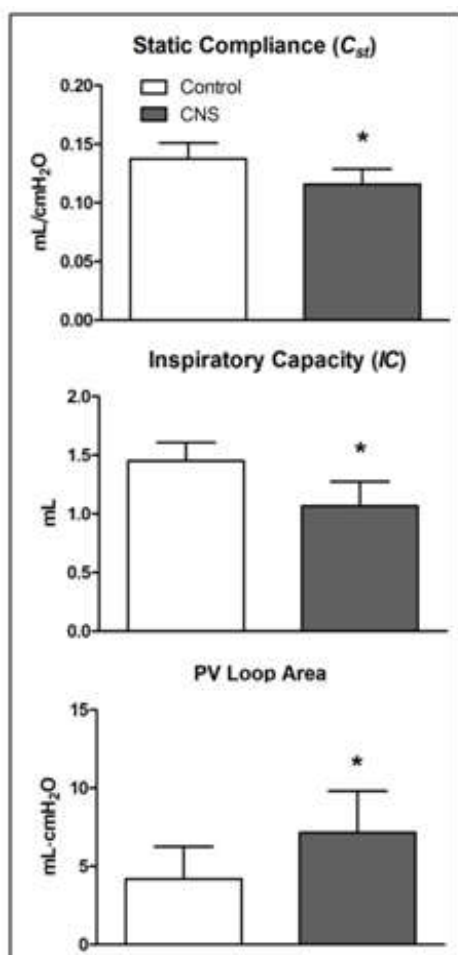 Static Compliance (Cst)
Control
CNS
*
mL/cmH2O
0.20
0.15
0.10
0.05
0.00
Inspiratory Capacity (IC)
*
mL
2.0
1.5
1.0
0.5
0.0
PV Loop Area
*
mL-cmH2O
15
10
5
0